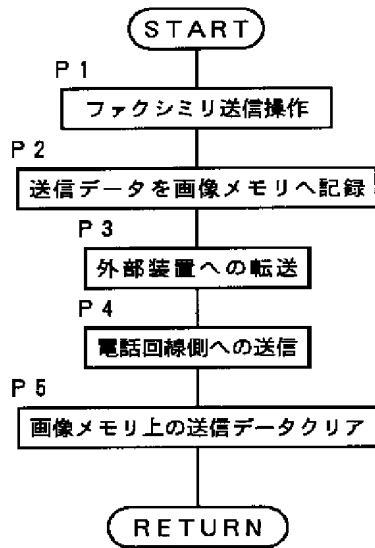 START
P1
ファクシミリ送信操作
P2
送信データを画像メモリへ記録
P3
外部装置への転送
P4
電話回線側への送信
P5
画像メモリ上の送信データクリア
RETURN